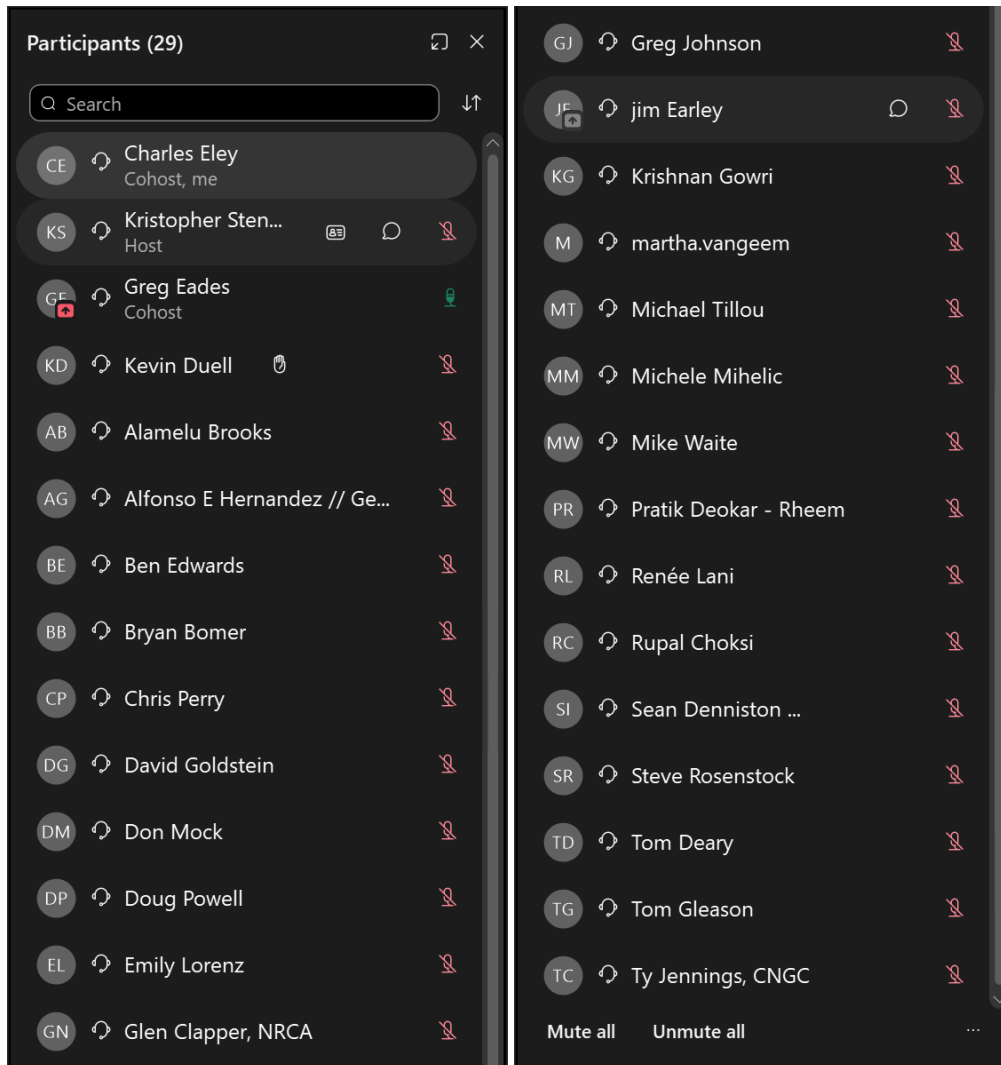 Participants (29)
Search
CE
Charles Eley
Cohost, me
KS
Kristopher Sten...
Host
GE
Greg Eades
Cohost
KD
Kevin Duell
AB
Alamelu Brooks
AG
Alfonso E Hernandez // Ge...
BE
Ben Edwards
BB
Bryan Bomer
CP
Chris Perry
DG
David Goldstein
DM
Don Mock
DP
Doug Powell
EL
Emily Lorenz
GN
Glen Clapper, NRCA
GJ
Greg Johnson
JE
jim Earley
KG
Krishnan Gowri
M
martha.vangeem
MT
Michael Tillou
MM
Michele Mihelic
MW
Mike Waite
PR
Pratik Deokar - Rheem
RL
Renée Lani
RC
Rupal Choksi
SI
Sean Denniston ...
SR
Steve Rosenstock
TD
Tom Deary
TG
Tom Gleason
TC
Ty Jennings, CNGC
Mute all Unmute all ...